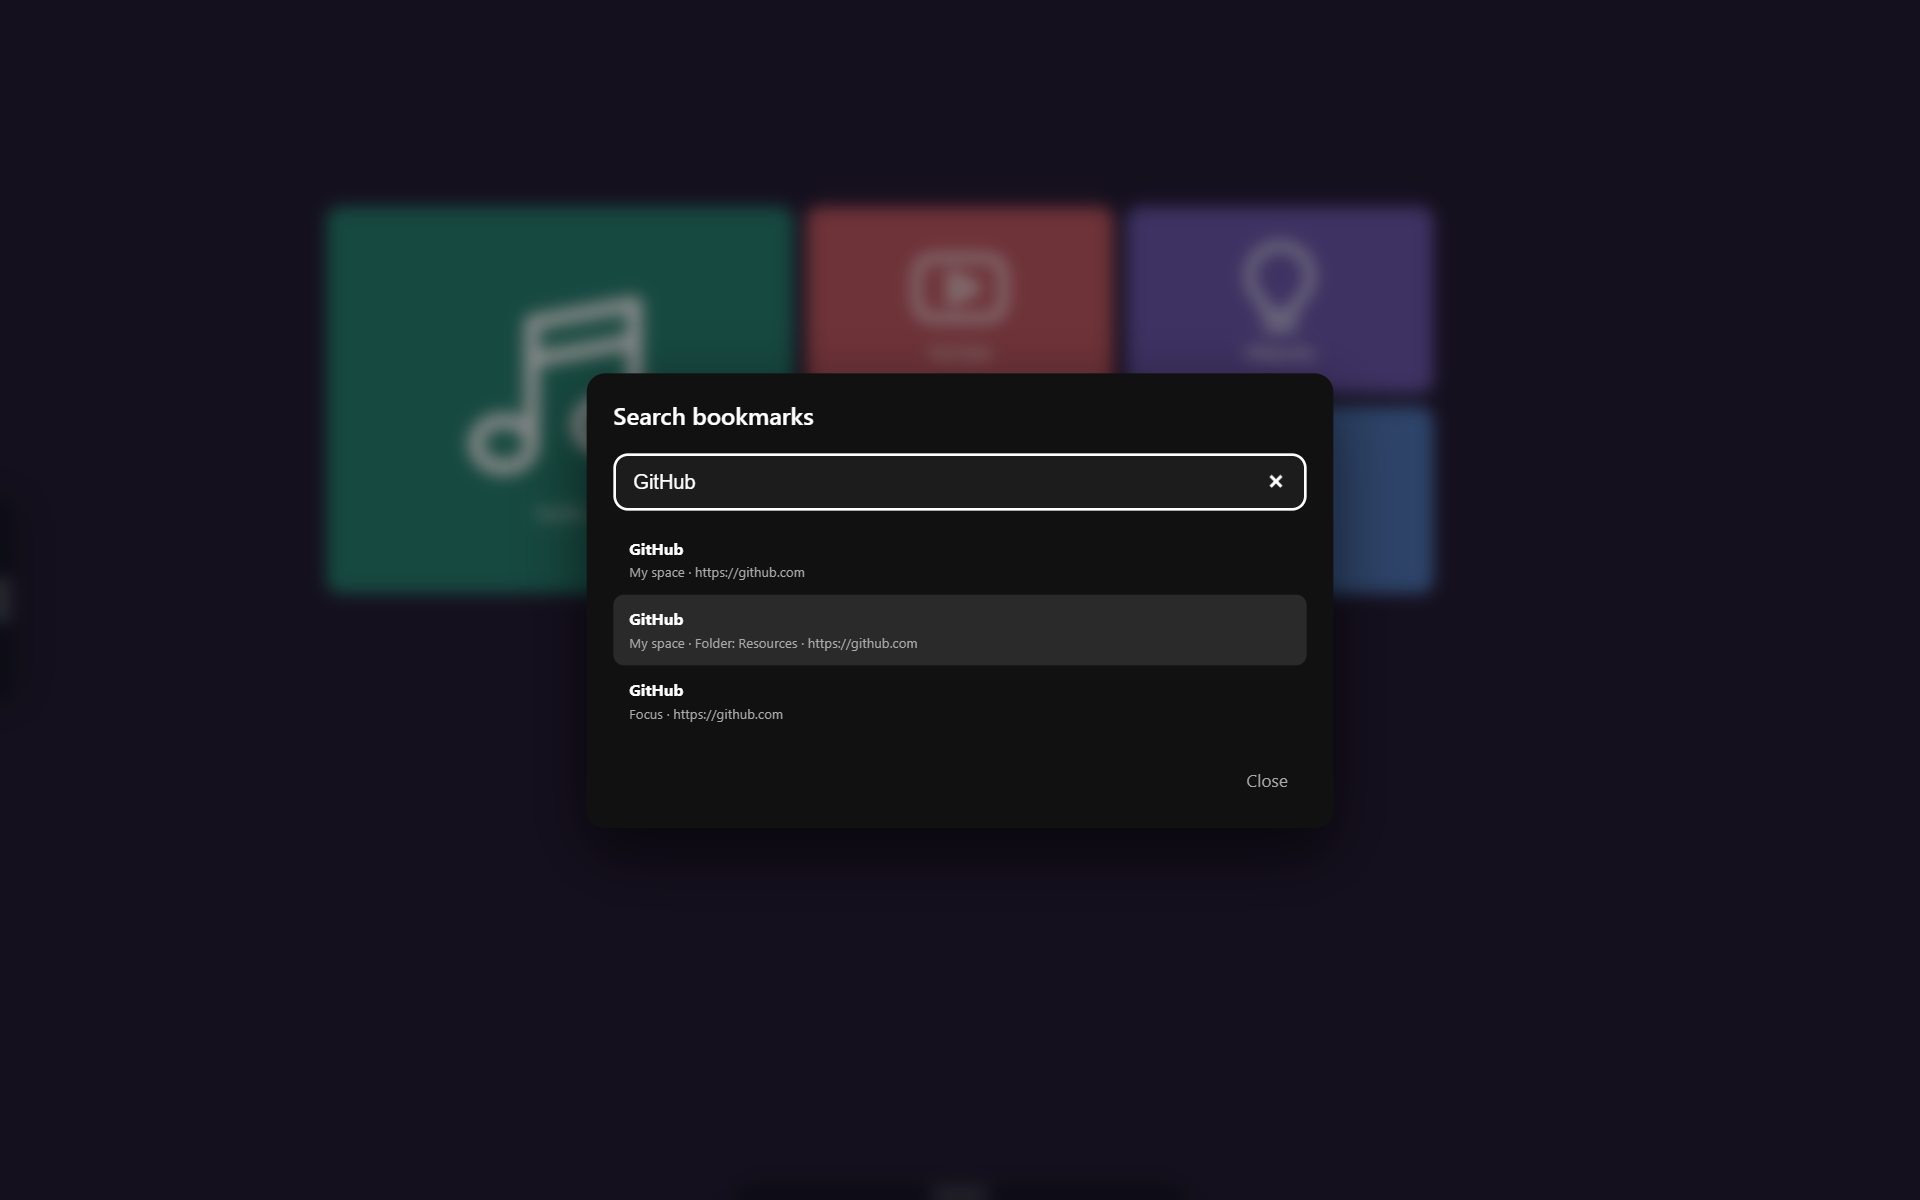 Search bookmarks
GitHub
GitHub
My space · https://github.com
GitHub
My space · Folder: Resources · https://github.com
GitHub
Focus · https://github.com
Close